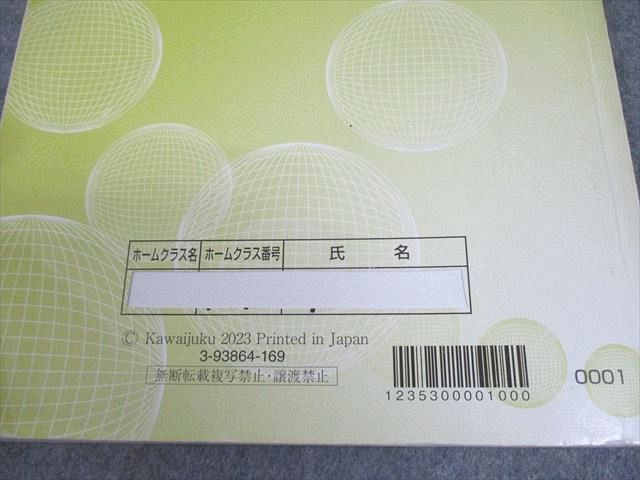 ホームクラス名 ホームクラス番号 氏 名
© Kawaijuku 2023 Printed in Japan
3-93864-169
無断転載複写禁止・譲渡禁止
1235300001000
0001